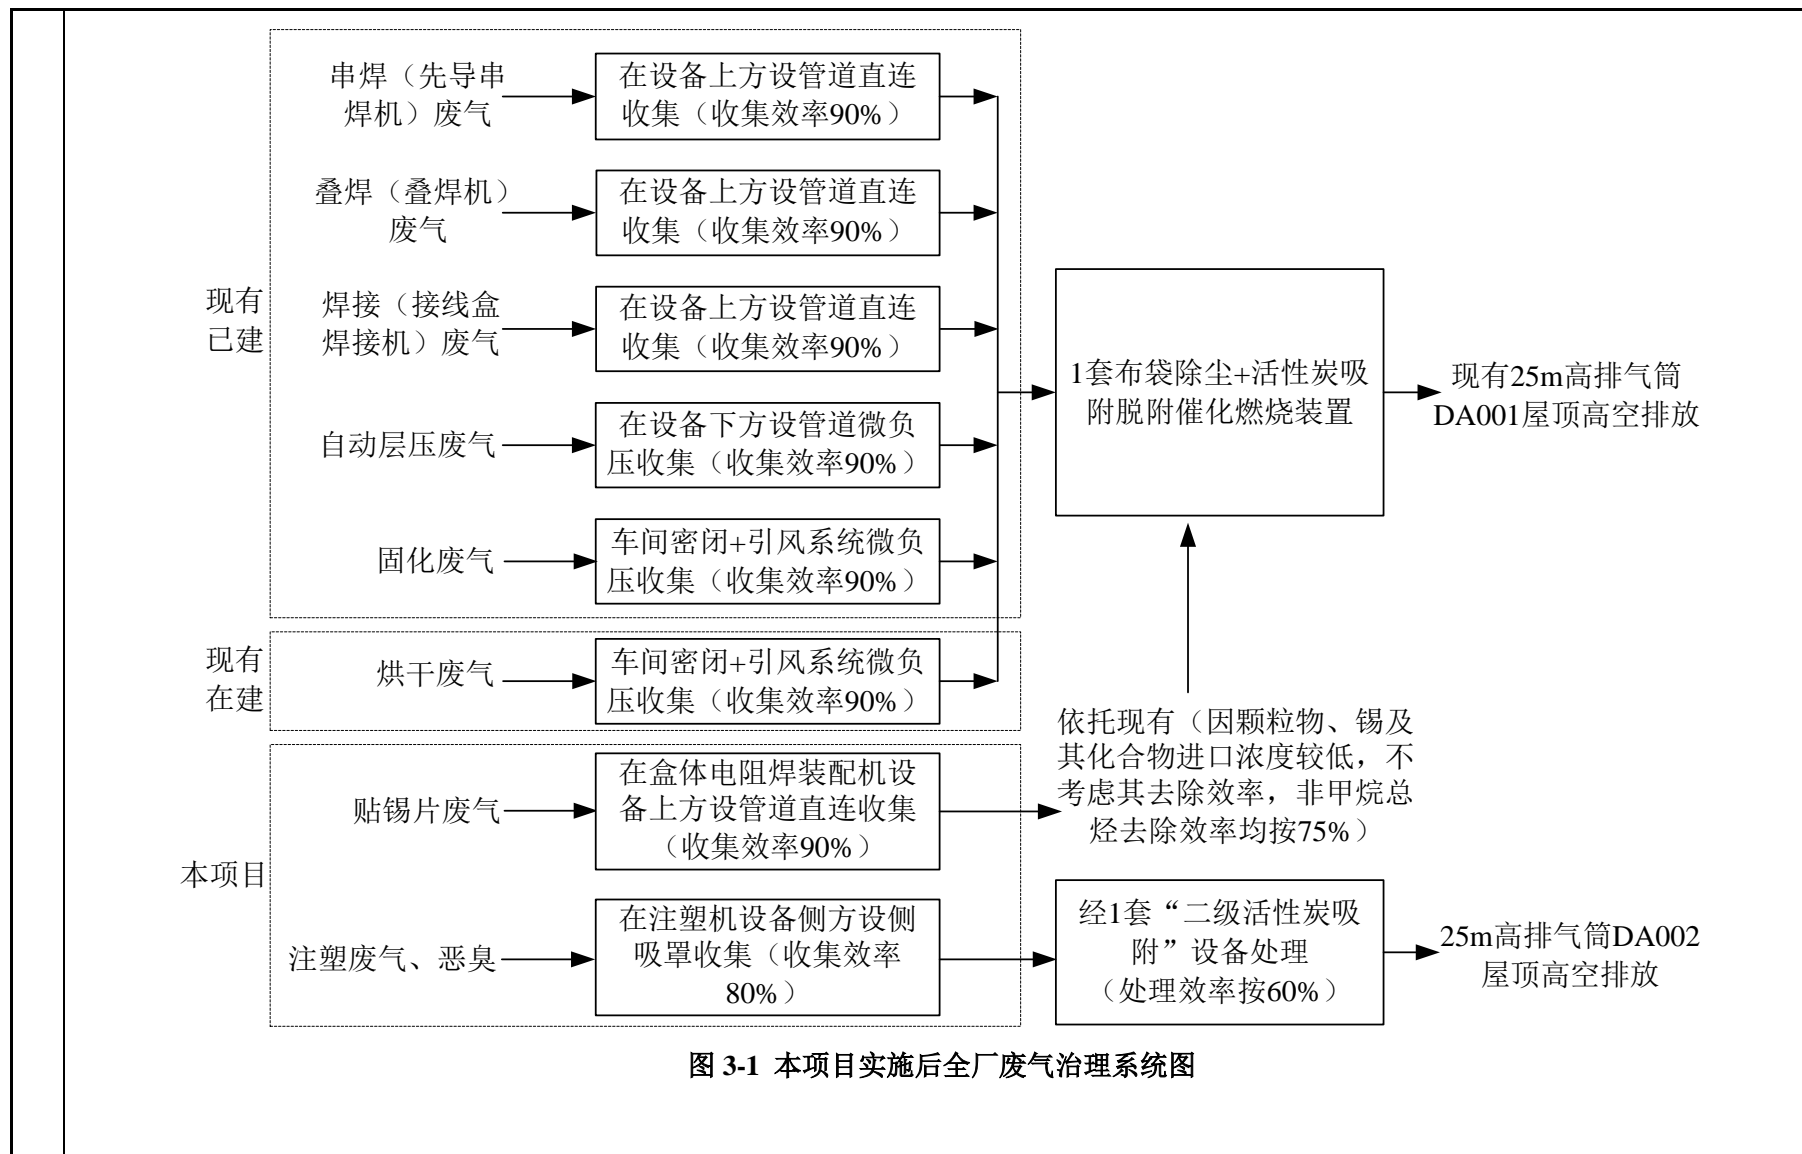 串焊（先导串
焊机）废气
在设备上方设管道直连
收集（收集效率90%）
叠焊（叠焊机）
废气
在设备上方设管道直连
收集（收集效率90%）
现有
已建
焊接（接线盒
焊接机）废气
在设备上方设管道直连
收集（收集效率90%）
1套布袋除尘+活性炭吸
附脱附催化燃烧装置
现有25m高排气筒
DA001屋顶高空排放
自动层压废气
在设备下方设管道微负
压收集（收集效率90%）
固化废气
车间密闭+引风系统微负
压收集（收集效率90%）
现有
在建
烘干废气
车间密闭+引风系统微负
压收集（收集效率90%）
本项目
贴锡片废气
在盒体电阻焊装配机设
备上方设管道直连收集
（收集效率90%）
依托现有（因颗粒物、锡及
其化合物进口浓度较低，不
考虑其去除效率，非甲烷总
烃去除效率均按75%）
注塑废气、恶臭
在注塑机设备侧方设侧
吸罩收集（收集效率
80%）
经1套“二级活性炭吸
附”设备处理
（处理效率按60%）
25m高排气筒DA002
屋顶高空排放
图 3-1 本项目实施后全厂废气治理系统图